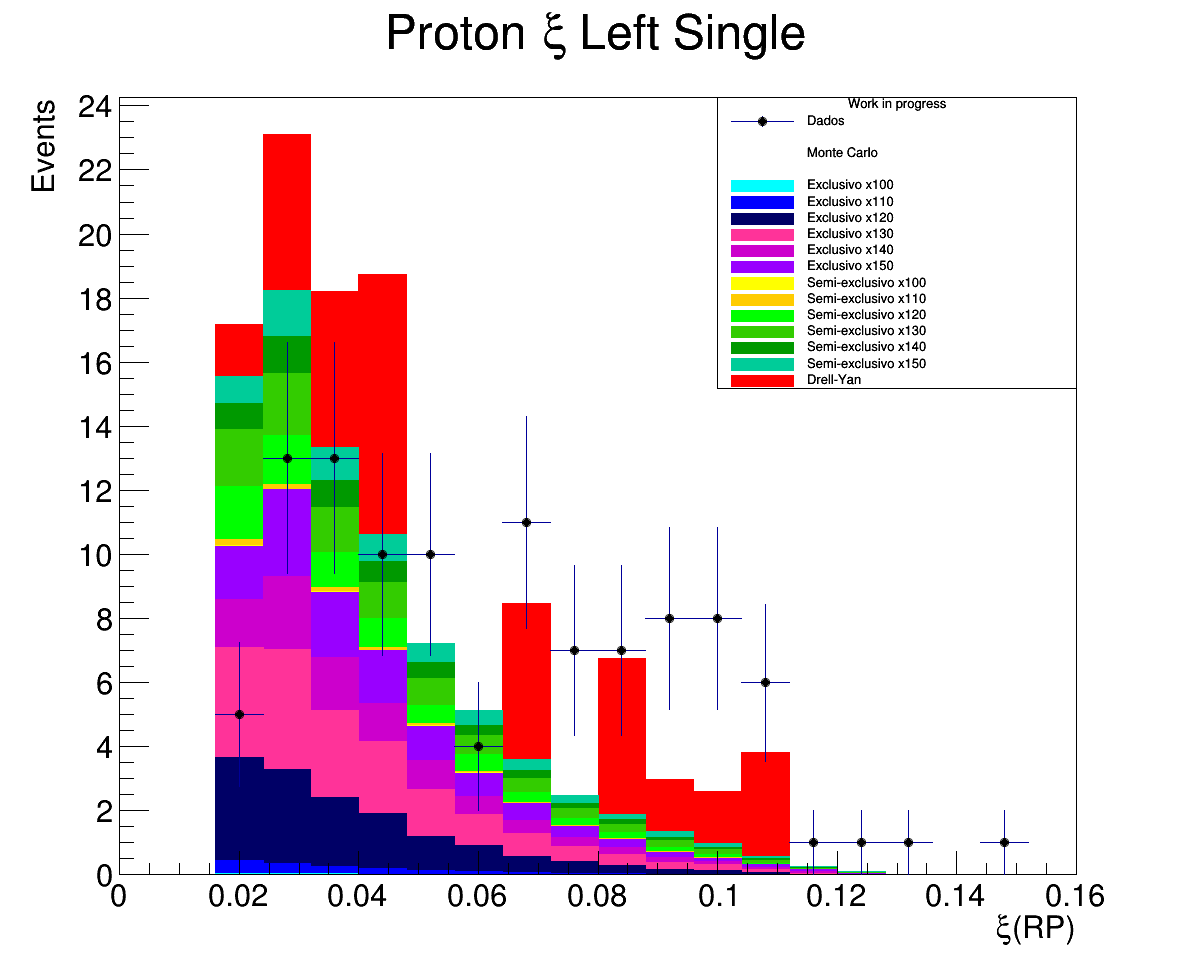 Proton ξ Left Single
Events
24
22
20
18
16
14
12
10
8
6
4
2
0
Work in progress
Dados
Monte Carlo
Exclusivo x100
Exclusivo x110
Exclusivo x120
Exclusivo x130
Exclusivo x140
Exclusivo x150
Semi-exclusivo x100
Semi-exclusivo x110
Semi-exclusivo x120
Semi-exclusivo x130
Semi-exclusivo x140
Semi-exclusivo x150
Drell-Yan
0 0.02 0.04 0.06 0.08 0.1 0.12 0.14 0.16
ξ(RP)